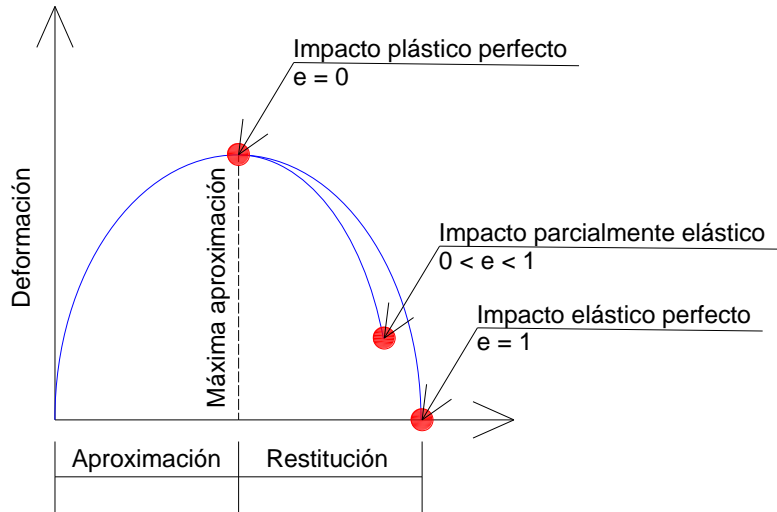 Impacto plástico perfecto
e = 0
Deformación
Máxima aproximación
Impacto parcialmente elástico
0 < e < 1
Impacto elástico perfecto
e = 1
Aproximación
Restitución